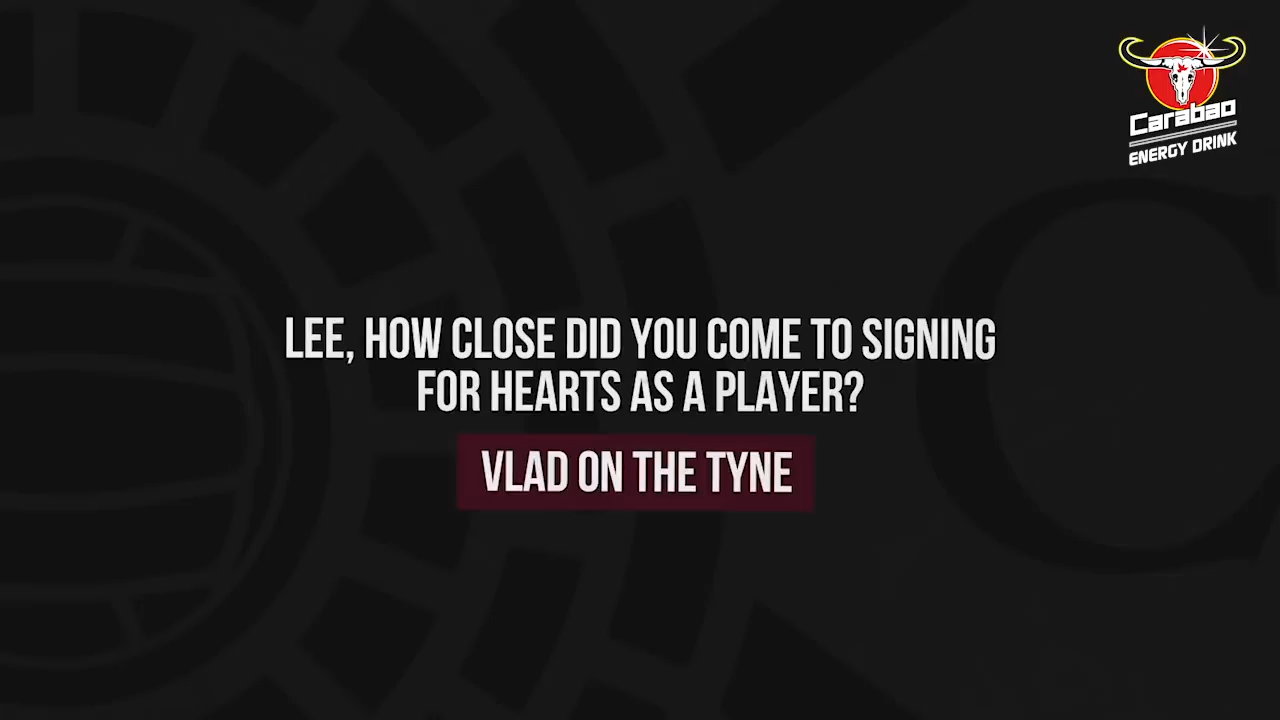 Carabao
ENERGY DRINK
LEE, HOW CLOSE DID YOU COME TO SIGNING
FOR HEARTS AS A PLAYER?
VLAD ON THE TYNE